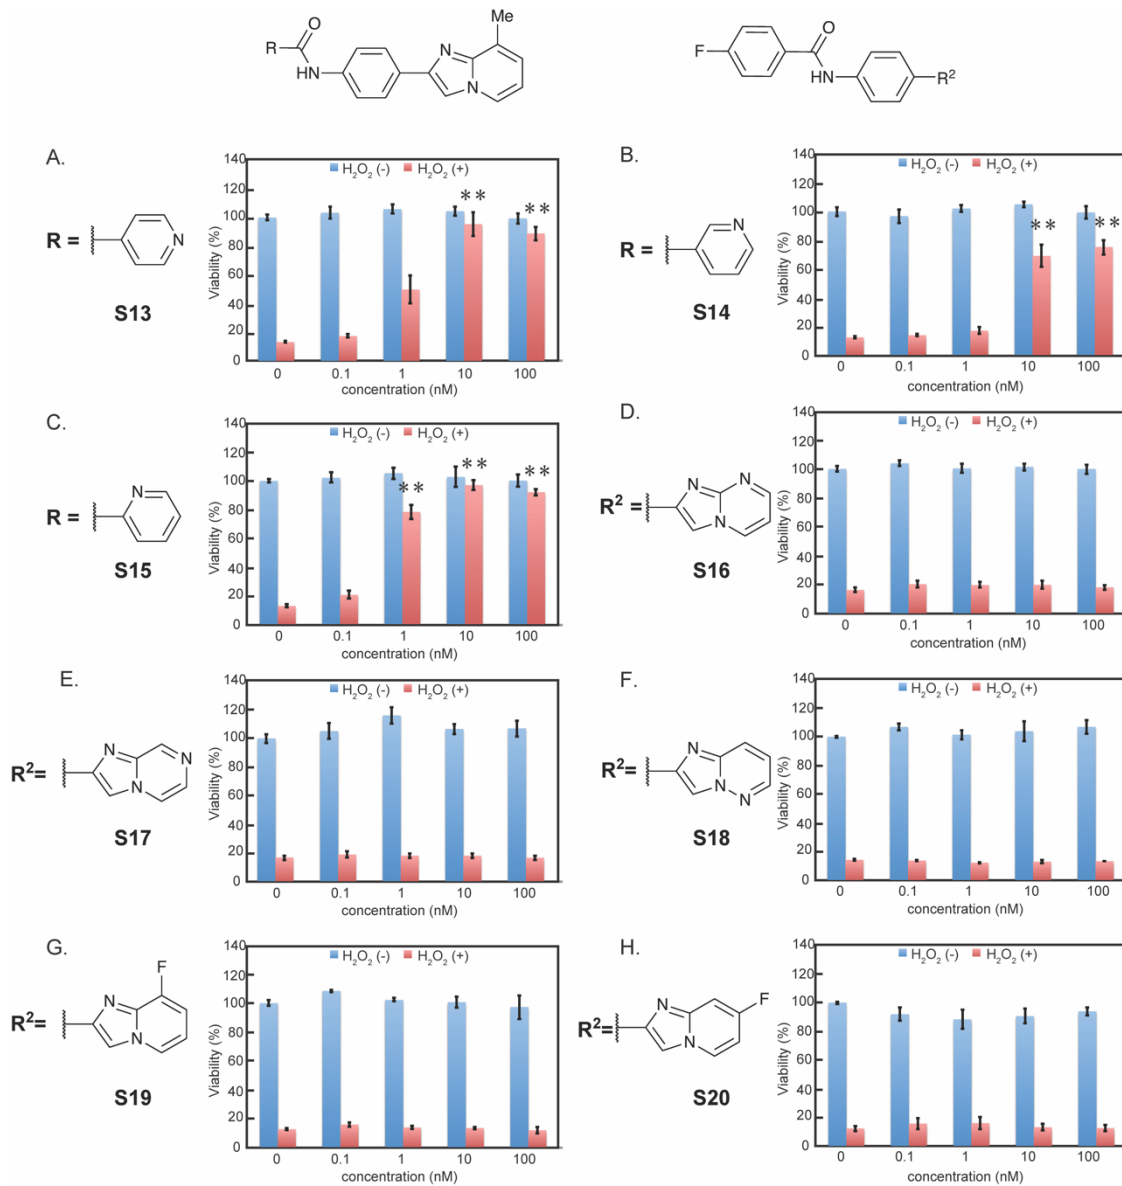 O
R
NH
N
N
Me
F
O
NH
R²
A.
R =
N
S13
140
120
100
80
60
40
20
0
Viability (%)
H₂O₂ (-) H₂O₂ (+)
** **
0 0.1 1 10 100
concentration (nM)
B.
R =
N
S14
140
120
100
80
60
40
20
0
Viability (%)
H₂O₂ (-) H₂O₂ (+)
** **
0 0.1 1 10 100
concentration (nM)
C.
R =
N
S15
140
120
100
80
60
40
20
0
Viability (%)
H₂O₂ (-) H₂O₂ (+)
** ** **
0 0.1 1 10 100
concentration (nM)
D.
R² =
N
N
N
S16
140
120
100
80
60
40
20
0
Viability (%)
H₂O₂ (-) H₂O₂ (+)
0 0.1 1 10 100
concentration (nM)
E.
R²=
N
N
N
S17
140
120
100
80
60
40
20
0
Viability (%)
H₂O₂ (-) H₂O₂ (+)
0 0.1 1 10 100
concentration (nM)
F.
R²=
N
N
N
S18
140
120
100
80
60
40
20
0
Viability (%)
H₂O₂ (-) H₂O₂ (+)
0 0.1 1 10 100
concentration (nM)
G.
F
R²=
N
N
S19
140
120
100
80
60
40
20
0
Viability (%)
H₂O₂ (-) H₂O₂ (+)
0 0.1 1 10 100
concentration (nM)
H.
F
R²=
N
N
S20
140
120
100
80
60
40
20
0
Viability (%)
H₂O₂ (-) H₂O₂ (+)
0 0.1 1 10 100
concentration (nM)